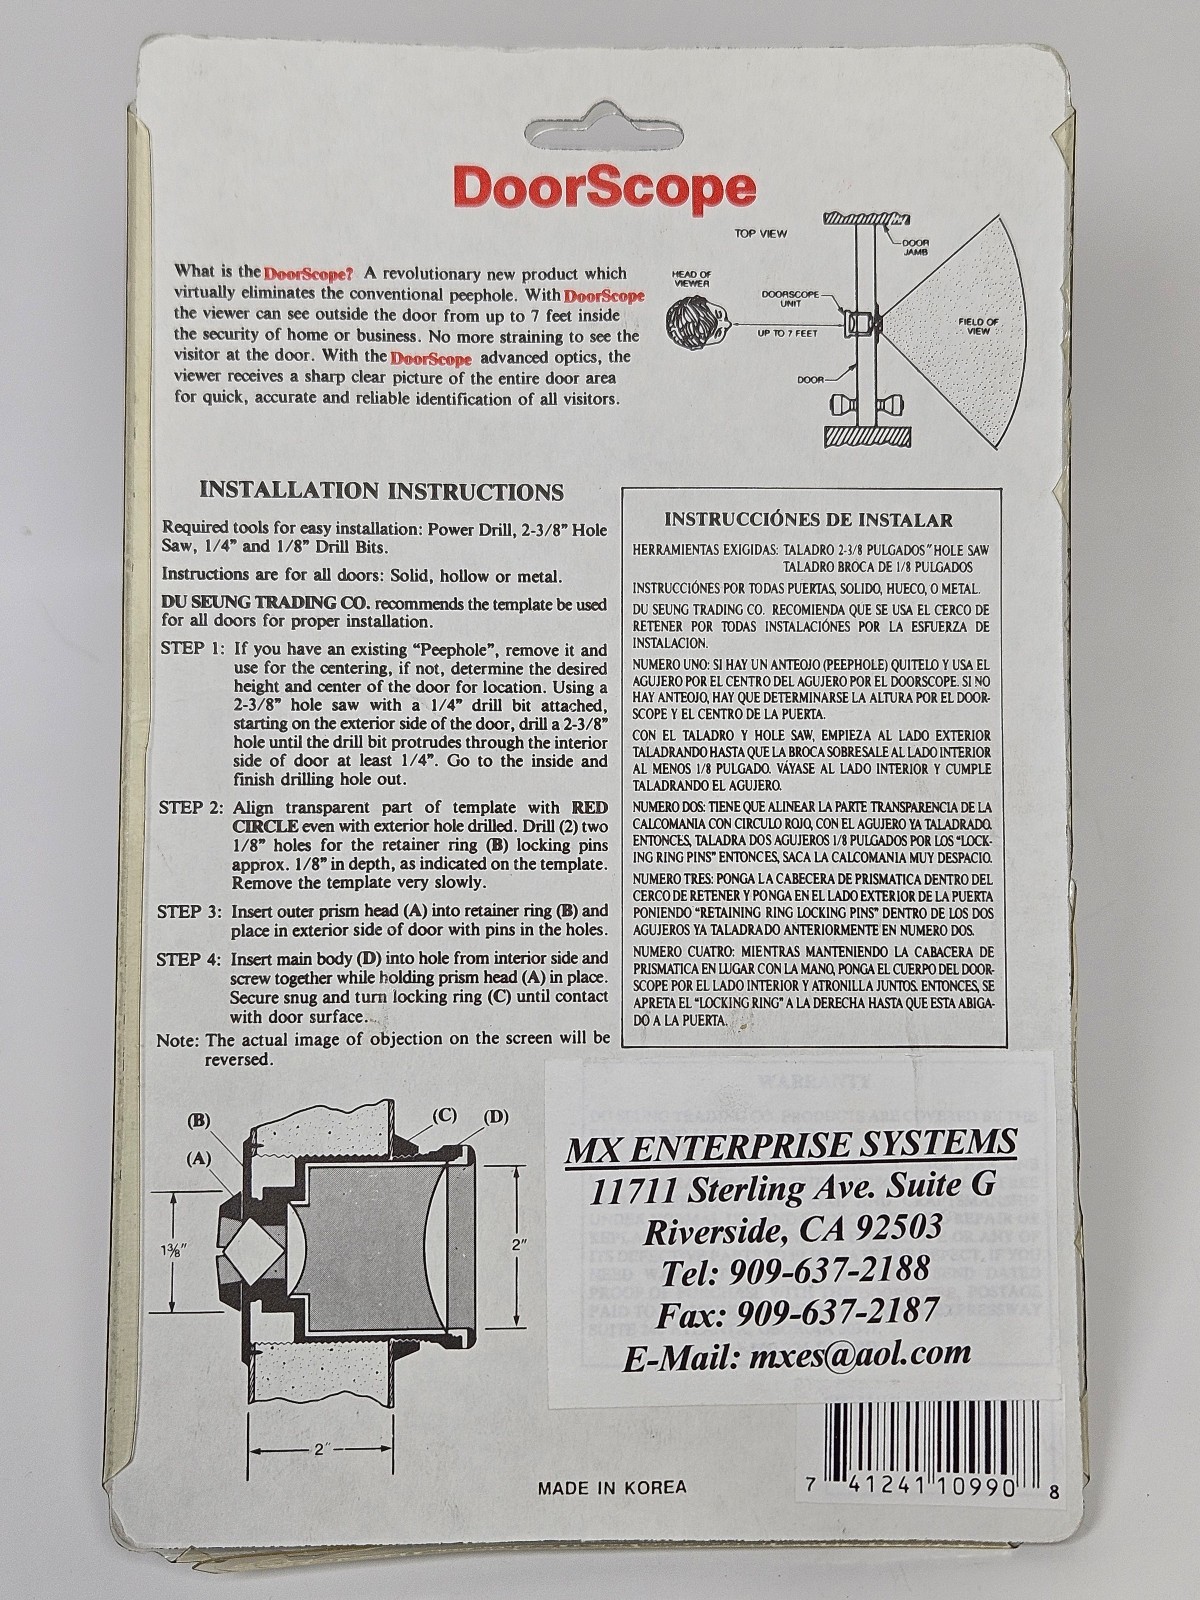 DoorScope
TOP VIEW
DOOR
JAMB
HEAD OF
VIEWER
DOORSCOPE
UNIT
UP TO 7 FEET
FIELD OF
VIEW
DOOR
What is the DoorScope? A revolutionary new product which
virtually eliminates the conventional peephole. With DoorScope
the viewer can see outside the door from up to 7 feet inside
the security of home or business. No more straining to see the
visitor at the door. With the DoorScope advanced optics, the
viewer receives a sharp clear picture of the entire door area
for quick, accurate and reliable identification of all visitors.
INSTALLATION INSTRUCTIONS
Required tools for easy installation: Power Drill, 2-3/8" Hole
Saw, 1/4" and 1/8" Drill Bits.
Instructions are for all doors: Solid, hollow or metal.
DU SEUNG TRADING CO. recommends the template be used
for all doors for proper installation.
STEP 1: If you have an existing "Peephole", remove it and
use for the centering, if not, determine the desired
height and center of the door for location. Using a
2-3/8" hole saw with a 1/4" drill bit attached,
starting on the exterior side of the door, drill a 2-3/8"
hole until the drill bit protrudes through the interior
side of door at least 1/4". Go to the inside and
finish drilling hole out.
STEP 2: Align transparent part of template with RED
CIRCLE even with exterior hole drilled. Drill (2) two
1/8" holes for the retainer ring (B) locking pins
approx. 1/8" in depth, as indicated on the template.
Remove the template very slowly.
STEP 3: Insert outer prism head (A) into retainer ring (B) and
place in exterior side of door with pins in the holes.
STEP 4: Insert main body (D) into hole from interior side and
screw together while holding prism head (A) in place.
Secure snug and turn locking ring (C) until contact
with door surface.
Note: The actual image of objection on the screen will be
reversed.
INSTRUCCIÓNES DE INSTALAR
HERRAMIENTAS EXIGIDAS: TALADRO 2-3/8 PULGADOS" HOLE SAW
TALADRO BROCA DE 1/8 PULGADOS
INSTRUCCIÓNES POR TODAS PUERTAS, SOLIDO, HUECO, O METAL.
DU SEUNG TRADING CO. RECOMIENDA QUE SE USA EL CERCO DE
RETENER POR TODAS INSTALACIÓNES POR LA ESFUERZA DE
INSTALACION.
NUMERO UNO: SI HAY UN ANTEOJO (PEEPHOLE) QUITELO Y USA EL
AGUJERO POR EL CENTRO DEL AGUJERO POR EL DOORSCOPE. SI NO
HAY ANTEOJO, HAY QUE DETERMINARSE LA ALTURA POR EL DOOR-
SCOPE Y EL CENTRO DE LA PUERTA.
CON EL TALADRO Y HOLE SAW, EMPIEZA AL LADO EXTERIOR
TALADRANDO HASTA QUE LA BROCA SOBRESALE AL LADO INTERIOR
AL MENOS 1/8 PULGADO. VÁYASE AL LADO INTERIOR Y CUMPLE
TALADRANDO EL AGUJERO.
NUMERO DOS: TIENE QUE ALINEAR LA PARTE TRANSPARENCIA DE LA
CALCOMANIA CON CIRCULO ROJO, CON EL AGUJERO YA TALADRADO.
ENTONCES, TALADRA DOS AGUJEROS 1/8 PULGADOS POR LOS "LOCK-
ING RING PINS" ENTONCES, SACA LA CALCOMANIA MUY DESPACIO.
NUMERO TRES: PONGA LA CABECERA DE PRISMATICA DENTRO DEL
CERCO DE RETENER Y PONGA EN EL LADO EXTERIOR DE LA PUERTA
PONIENDO "RETAINING RING LOCKING PINS" DENTRO DE LOS DOS
AGUJEROS YA TALADRADO ANTERIORMENTE EN NUMERO DOS.
NUMERO CUATRO: MIENTRAS MANTENIENDO LA CABACERA DE
PRISMATICA EN LUGAR CON LA MANO, PONGA EL CUERPO DEL DOOR-
SCOPE POR EL LADO INTERIOR Y ATRONILLA JUNTOS. ENTONCES, SE
APRETA EL "LOCKING RING" A LA DERECHA HASTA QUE ESTA ABIGA-
DO A LA PUERTA.
(B)
(A)
(C)
(D)
1 3/8"
2"
2"
WARRANTY
MX ENTERPRISE SYSTEMS
11711 Sterling Ave. Suite G
Riverside, CA 92503
Tel: 909-637-2188
Fax: 909-637-2187
E-Mail: mxes@aol.com
MADE IN KOREA
7 41241 10990 8